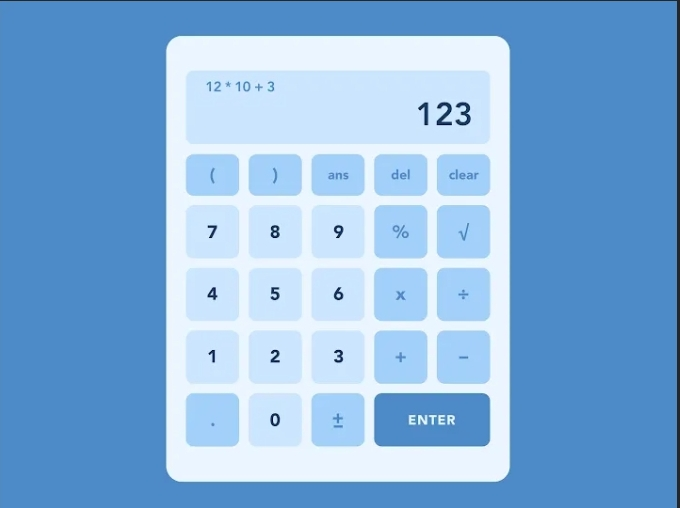 12 * 10 + 3
123
( ) ans del clear
7 8 9 % √
4 5 6 x ÷
1 2 3 + −
. 0 ± ENTER